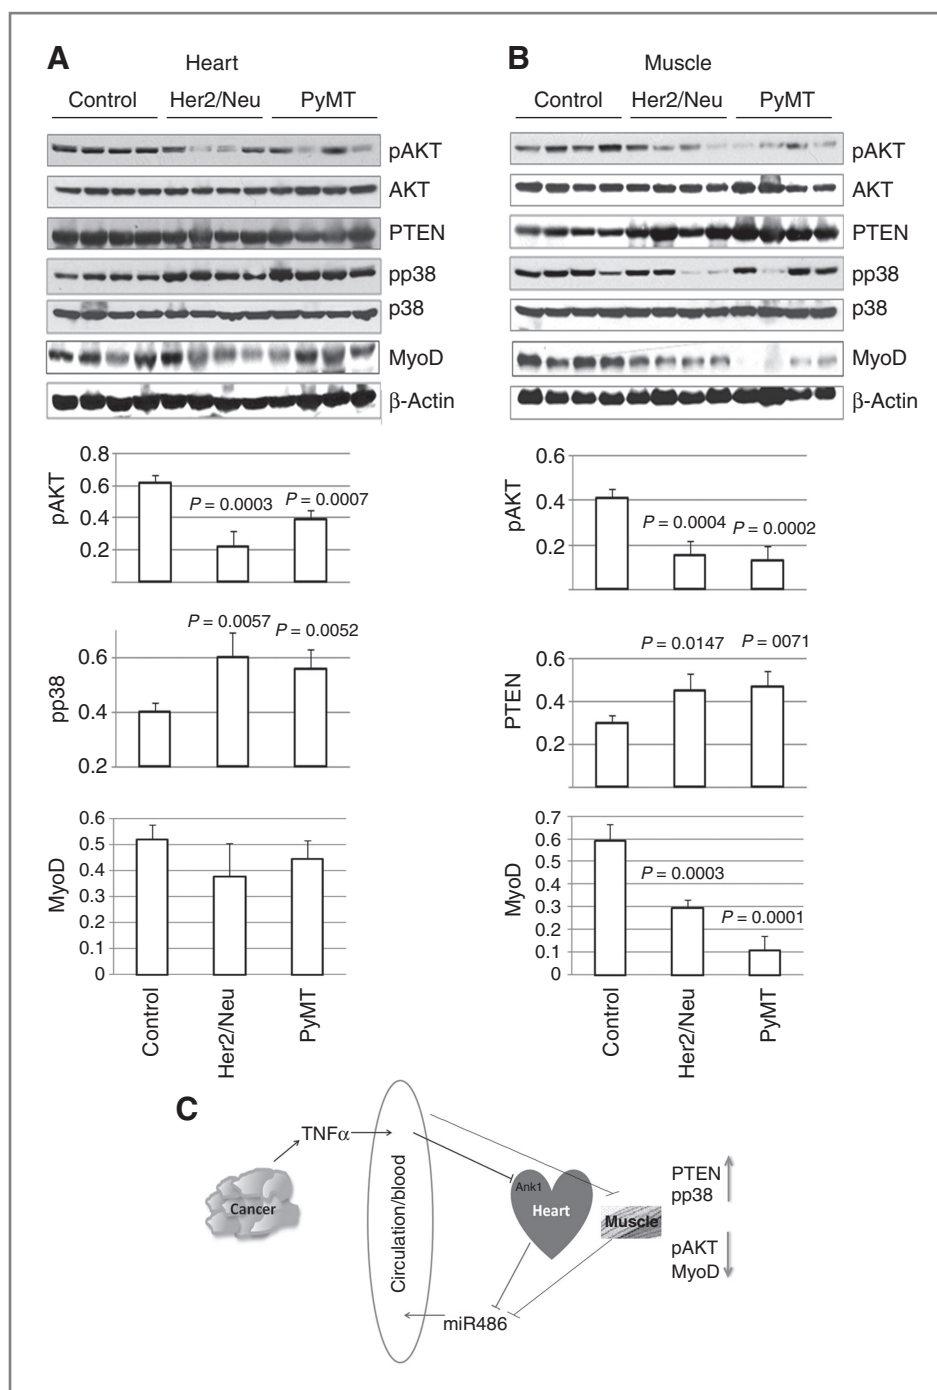 A
Heart
Control Her2/Neu PyMT
pAKT
AKT
PTEN
pp38
p38
MyoD
β-Actin
0.8
0.6
0.4
0.2
pAKT
P = 0.0003
P = 0.0007
0.6
0.4
0.2
pp38
P = 0.0057
P = 0.0052
0.6
0.5
0.4
0.3
0.2
0.1
0
MyoD
Control
Her2/Neu
PyMT
B
Muscle
Control Her2/Neu PyMT
pAKT
AKT
PTEN
pp38
p38
MyoD
β-Actin
0.6
0.4
0.2
pAKT
P = 0.0004
P = 0.0002
0.6
0.4
0.2
PTEN
P = 0.0147
P = 0071
0.7
0.6
0.5
0.4
0.3
0.2
0.1
0
MyoD
P = 0.0003
P = 0.0001
Control
Her2/Neu
PyMT
C
Cancer
TNFα
Circulation/blood
Ank1
Heart
Muscle
miR486
PTEN
pp38
pAKT
MyoD